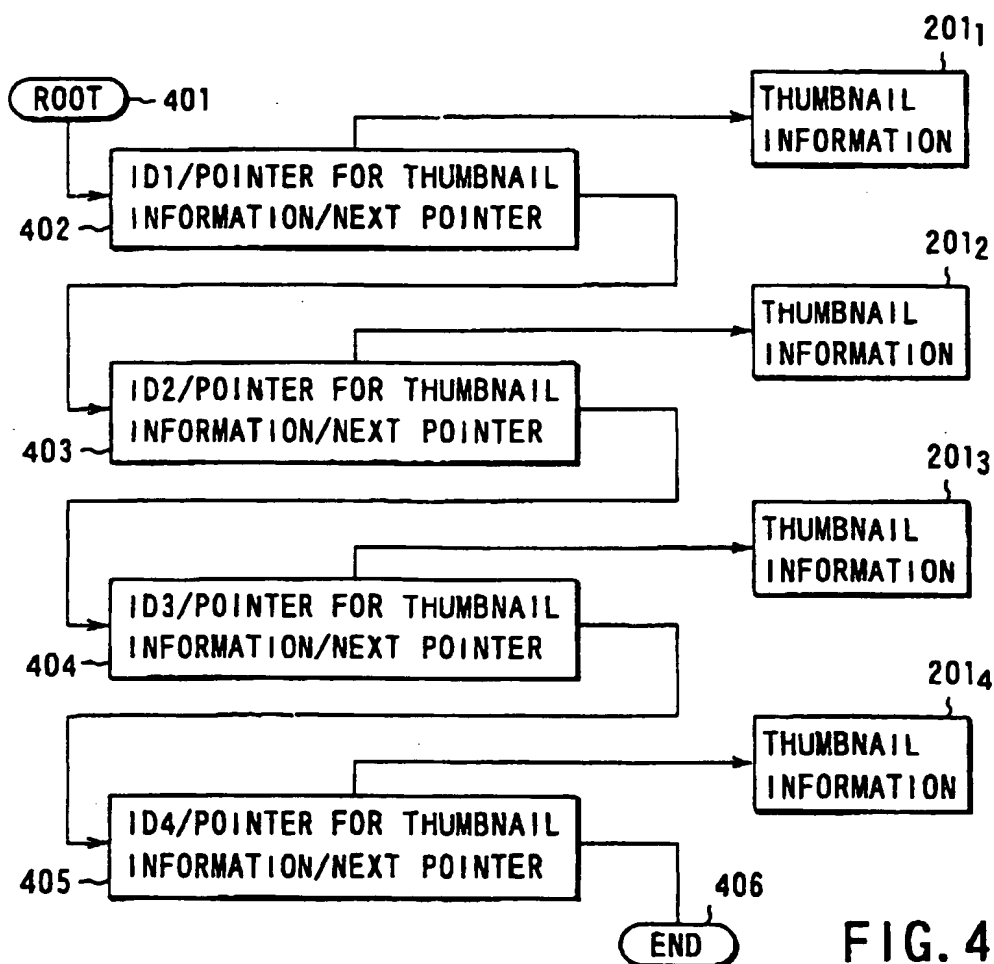 201₁
ROOT 401
THUMBNAIL
INFORMATION
ID1/POINTER FOR THUMBNAIL
INFORMATION/NEXT POINTER
402
201₂
THUMBNAIL
INFORMATION
ID2/POINTER FOR THUMBNAIL
INFORMATION/NEXT POINTER
403
201₃
THUMBNAIL
INFORMATION
ID3/POINTER FOR THUMBNAIL
INFORMATION/NEXT POINTER
404
201₄
THUMBNAIL
INFORMATION
ID4/POINTER FOR THUMBNAIL
INFORMATION/NEXT POINTER
405
406
END
FIG. 4